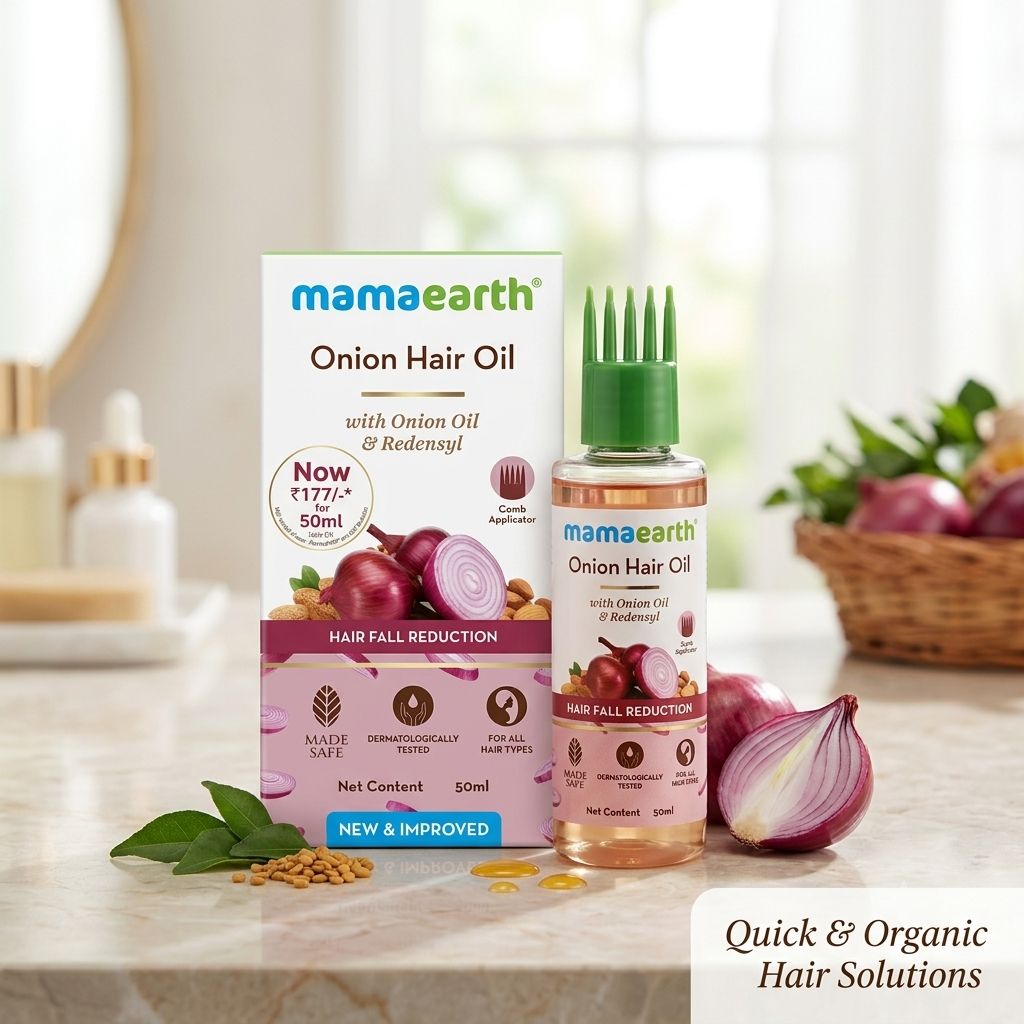 mamaearth
Onion Hair Oil
with Onion Oil
& Redensyl
Now
₹177/-*
for
50ml
Comb
Applicator
HAIR FALL REDUCTION
MADE
SAFE
DERMATOLOGICALLY
TESTED
FOR ALL
HAIR TYPES
Net Content 50ml
NEW & IMPROVED
mamaearth
Onion Hair Oil
with Onion Oil
& Redensyl
HAIR FALL REDUCTION
MADE
SAFE
TESTED
Net Content 50ml
Quick & Organic
Hair Solutions